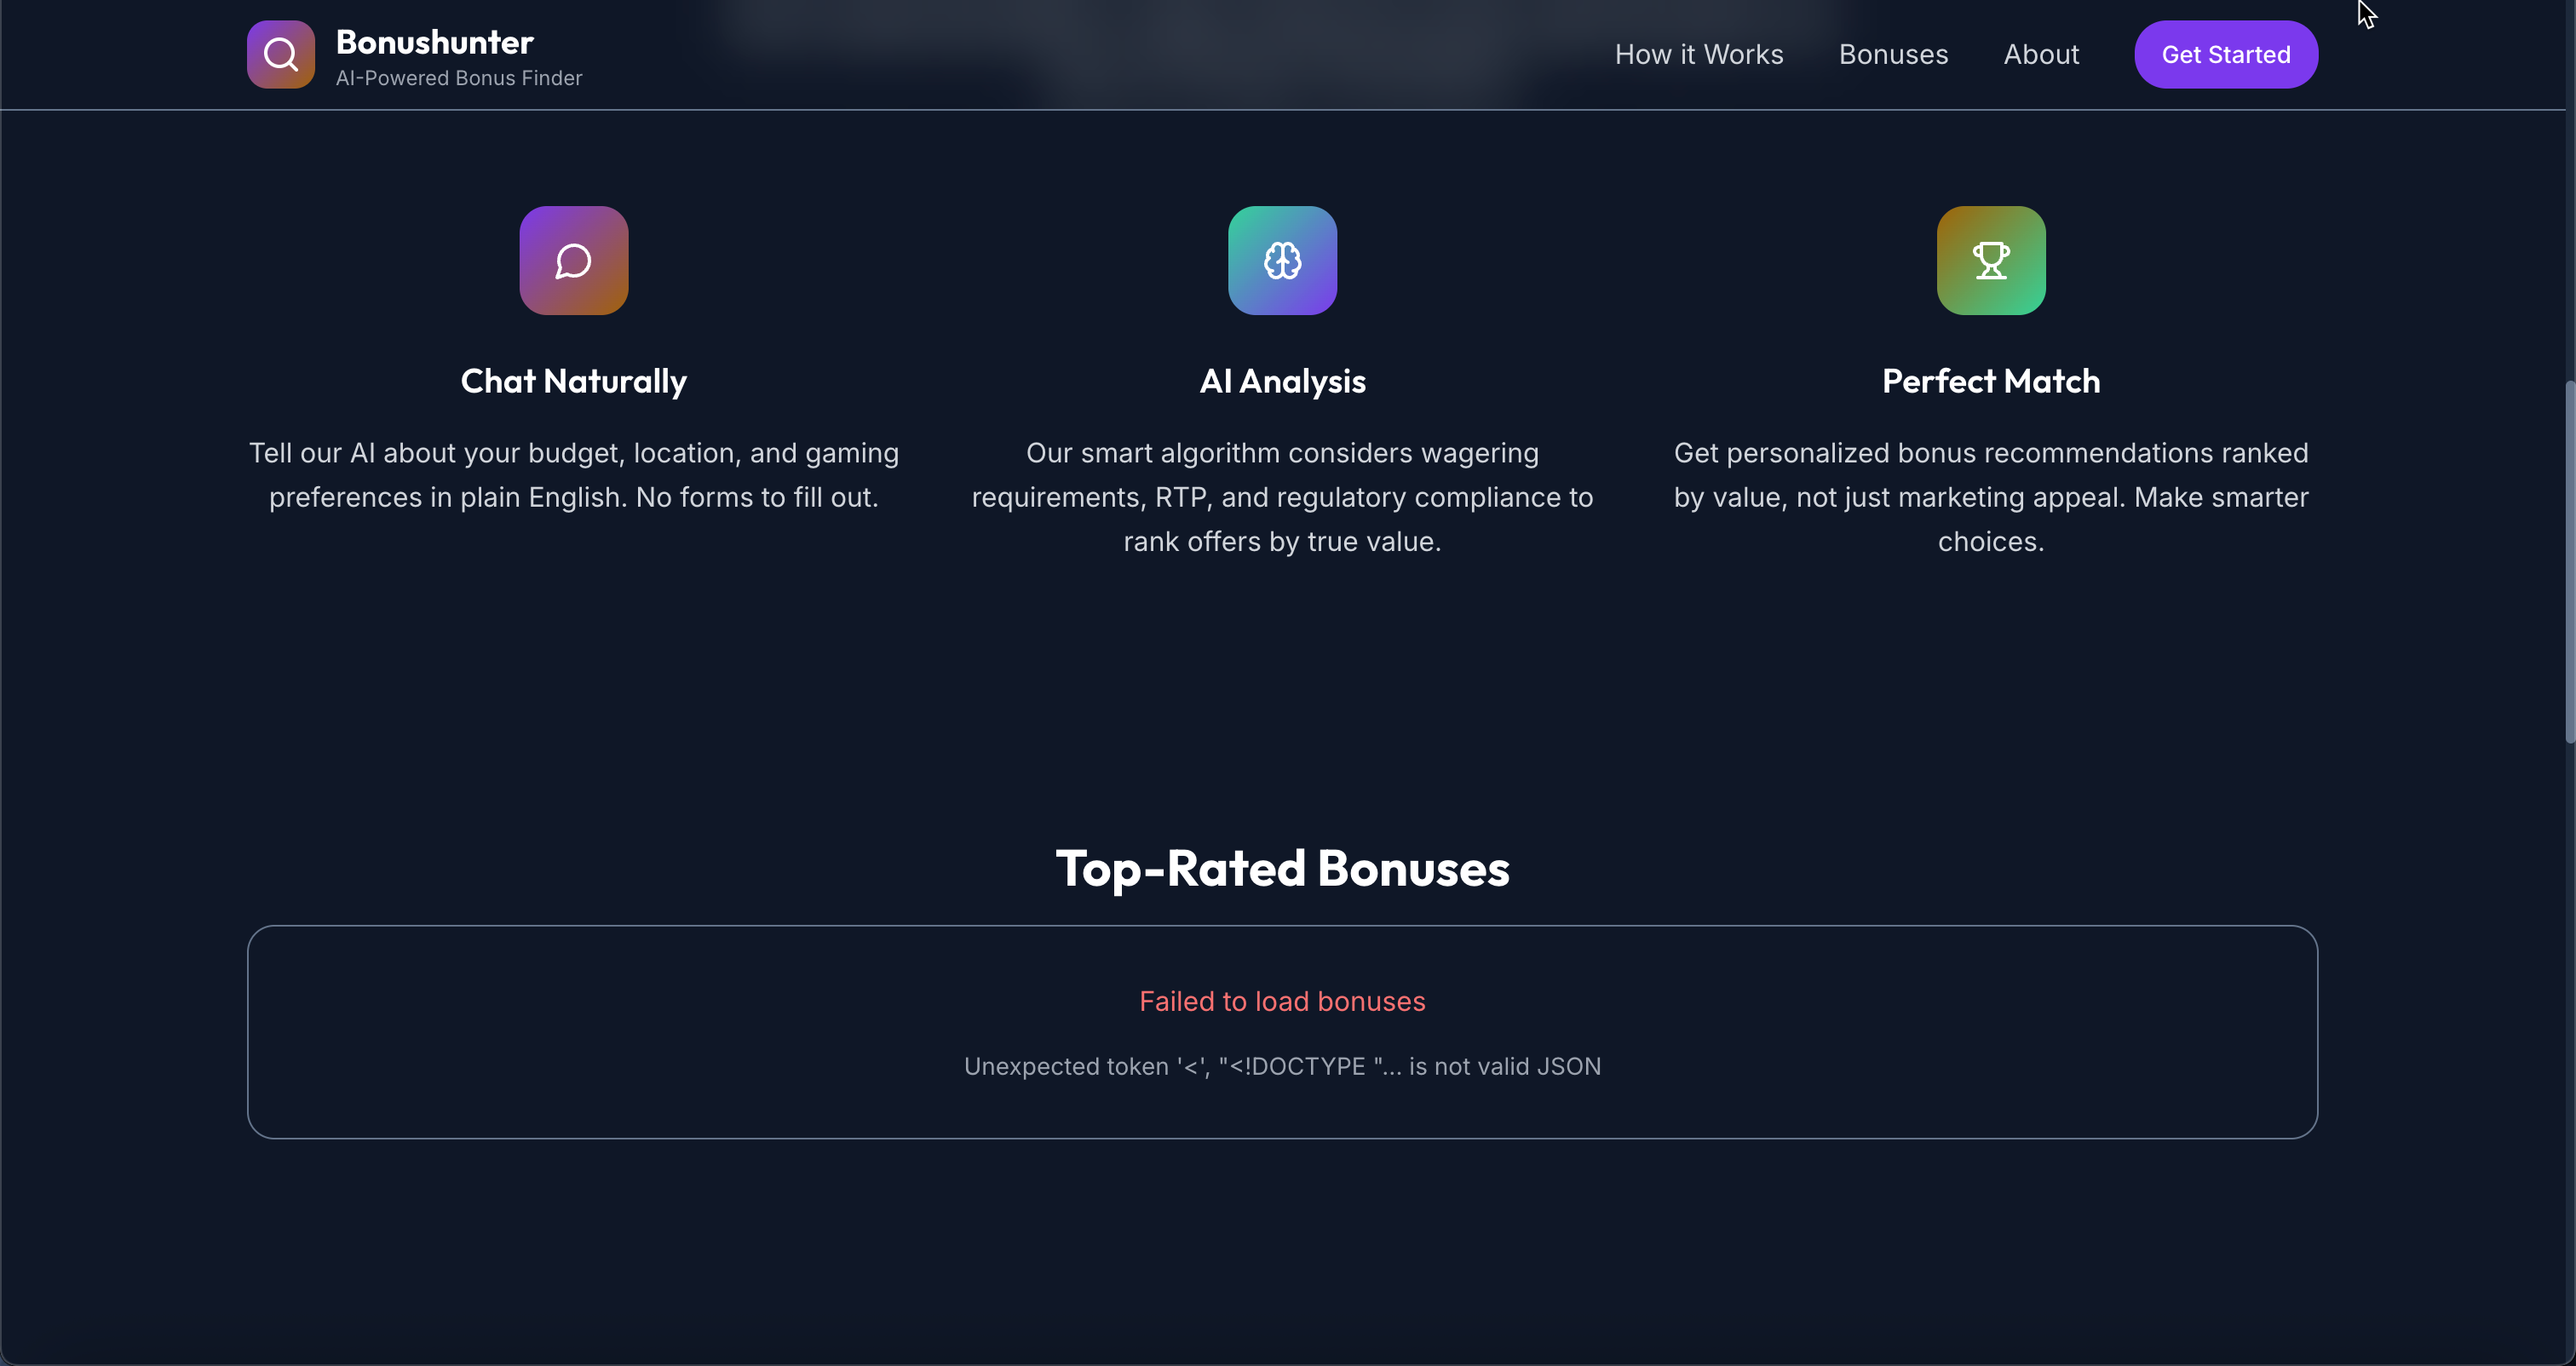 Bonushunter
AI-Powered Bonus Finder
How it Works
Bonuses
About
Get Started
Chat Naturally
Tell our AI about your budget, location, and gaming
preferences in plain English. No forms to fill out.
AI Analysis
Our smart algorithm considers wagering
requirements, RTP, and regulatory compliance to
rank offers by true value.
Perfect Match
Get personalized bonus recommendations ranked
by value, not just marketing appeal. Make smarter
choices.
Top-Rated Bonuses
Failed to load bonuses
Unexpected token '<', "<!DOCTYPE "... is not valid JSON